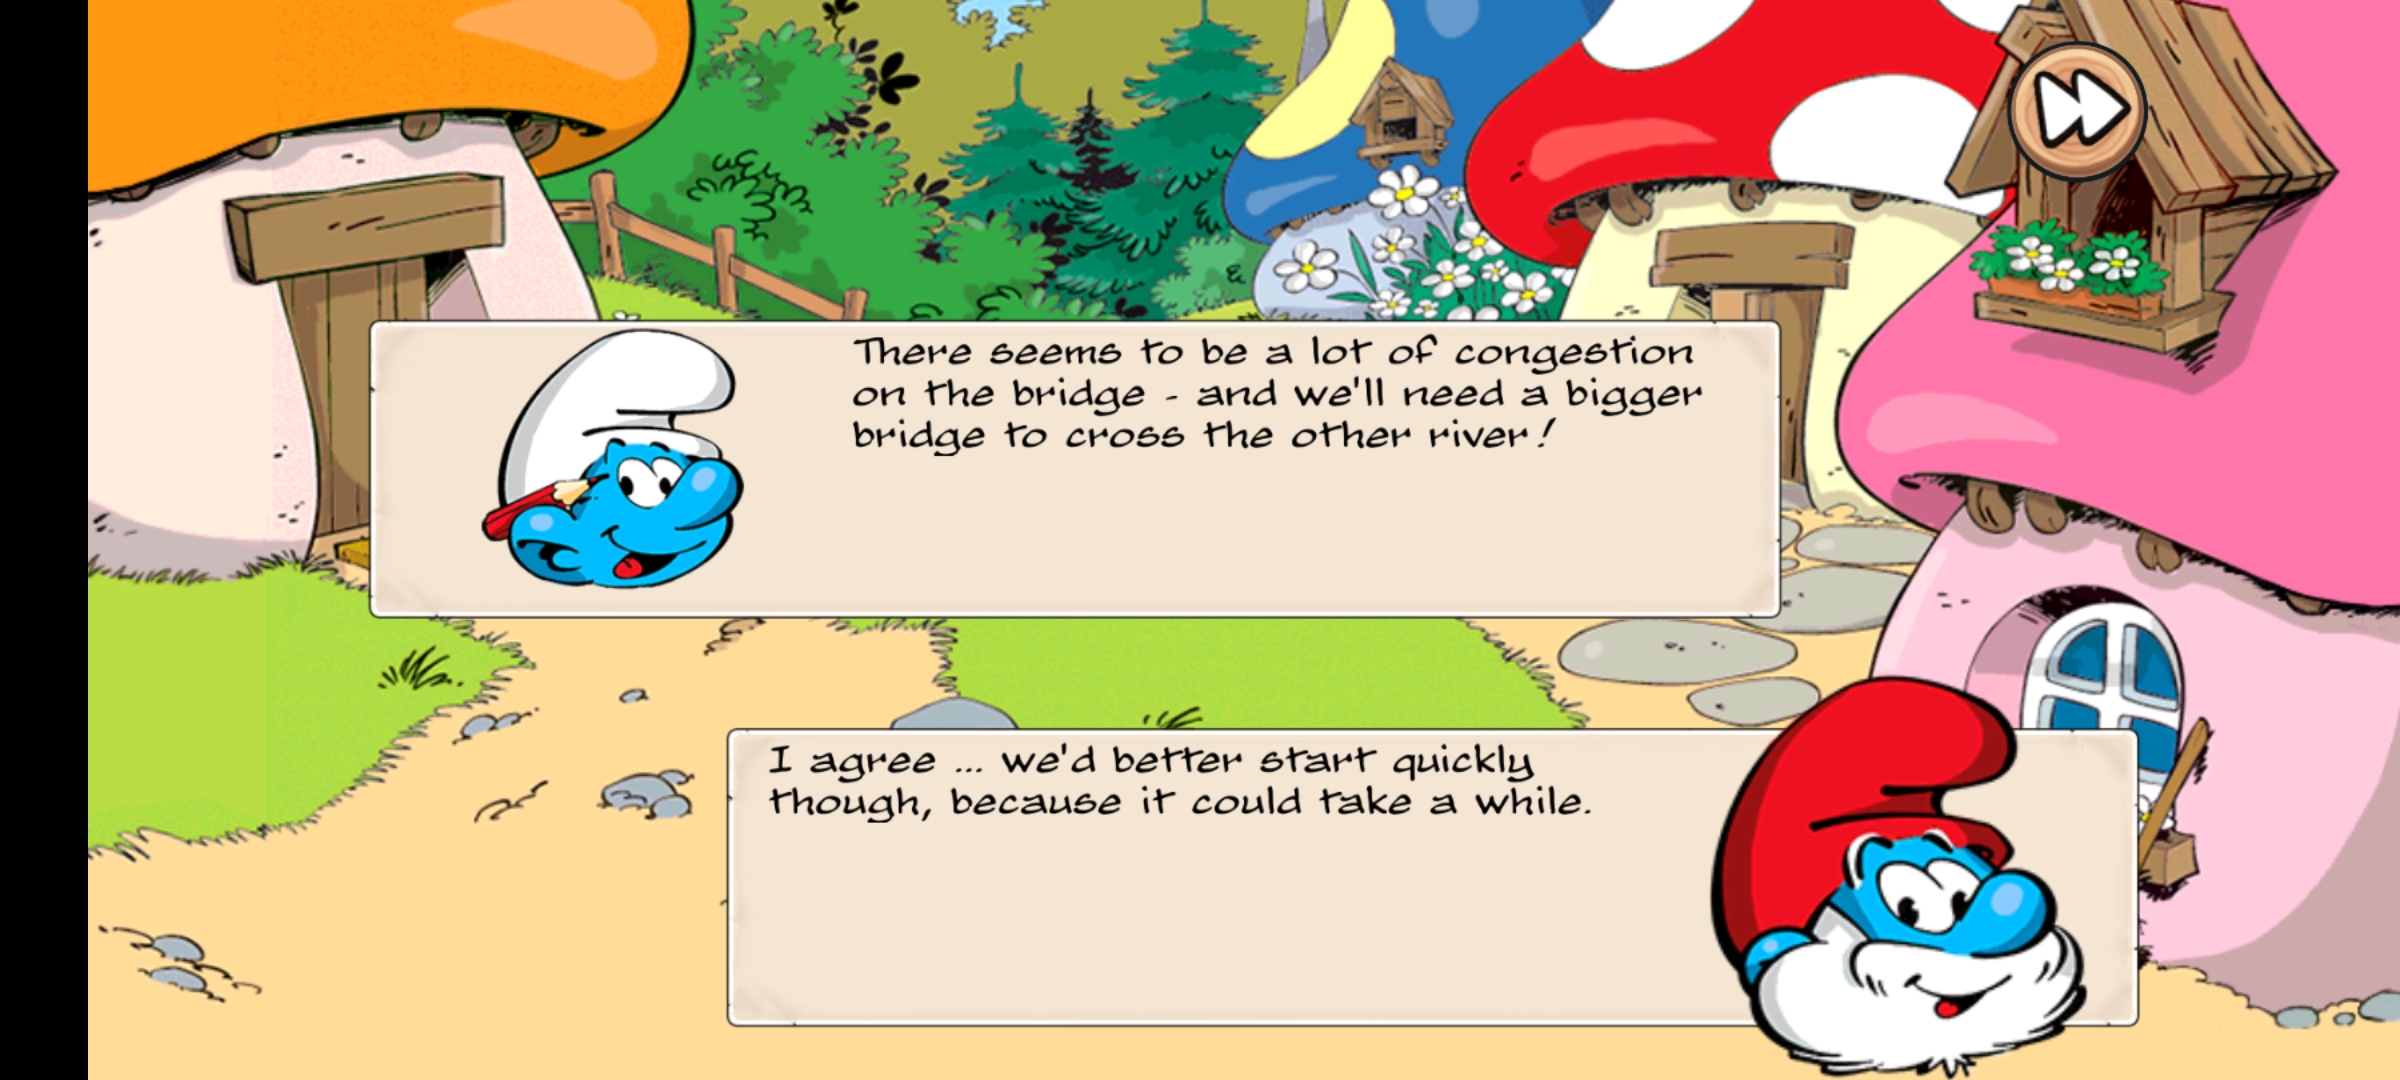 There seems to be a lot of congestion
on the bridge - and we'll need a bigger
bridge to cross the other river!
I agree ... we'd better start quickly
though, because it could take a while.